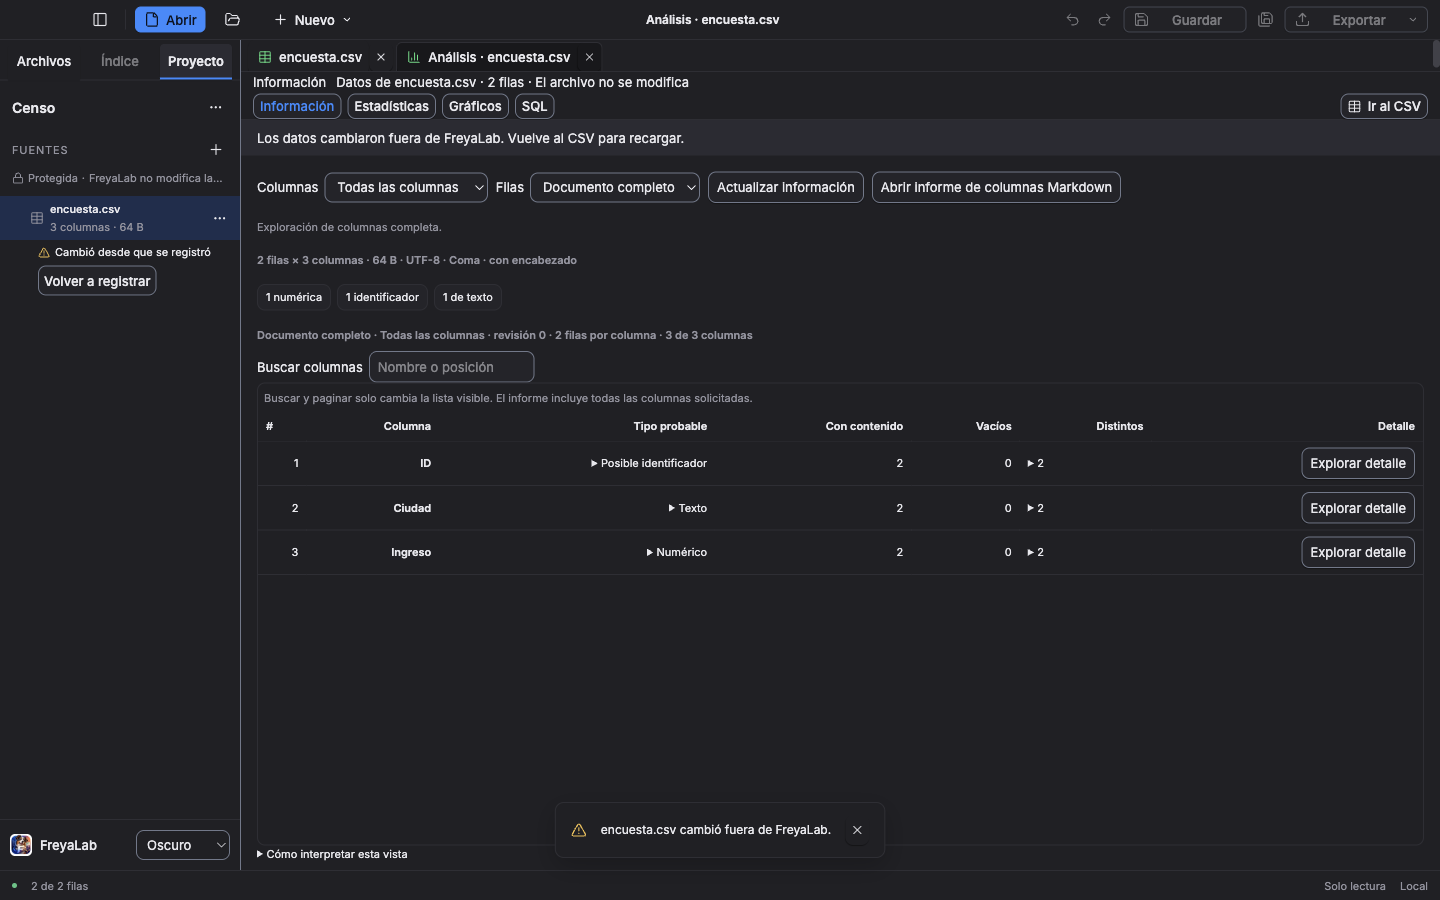 Abrir
Nuevo
Análisis · encuesta.csv
Guardar
Exportar
Archivos
Índice
Proyecto
encuesta.csv
Análisis · encuesta.csv
Censo
FUENTES
Protegida · FreyaLab no modifica la...
encuesta.csv
3 columnas · 64 B
Cambió desde que se registró
Volver a registrar
Información Datos de encuesta.csv · 2 filas · El archivo no se modifica
Información Estadísticas Gráficos SQL
Ir al CSV
Los datos cambiaron fuera de FreyaLab. Vuelve al CSV para recargar.
Columnas Todas las columnas Filas Documento completo Actualizar información Abrir informe de columnas Markdown
Exploración de columnas completa.
2 filas × 3 columnas · 64 B · UTF-8 · Coma · con encabezado
1 numérica 1 identificador 1 de texto
Documento completo · Todas las columnas · revisión 0 · 2 filas por columna · 3 de 3 columnas
Buscar columnas Nombre o posición
Buscar y paginar solo cambia la lista visible. El informe incluye todas las columnas solicitadas.
# Columna Tipo probable Con contenido Vacíos Distintos Detalle
1 ID Posible identificador 2 0 2 Explorar detalle
2 Ciudad Texto 2 0 2 Explorar detalle
3 Ingreso Numérico 2 0 2 Explorar detalle
encuesta.csv cambió fuera de FreyaLab.
Cómo interpretar esta vista
FreyaLab
Oscuro
2 de 2 filas
Solo lectura Local